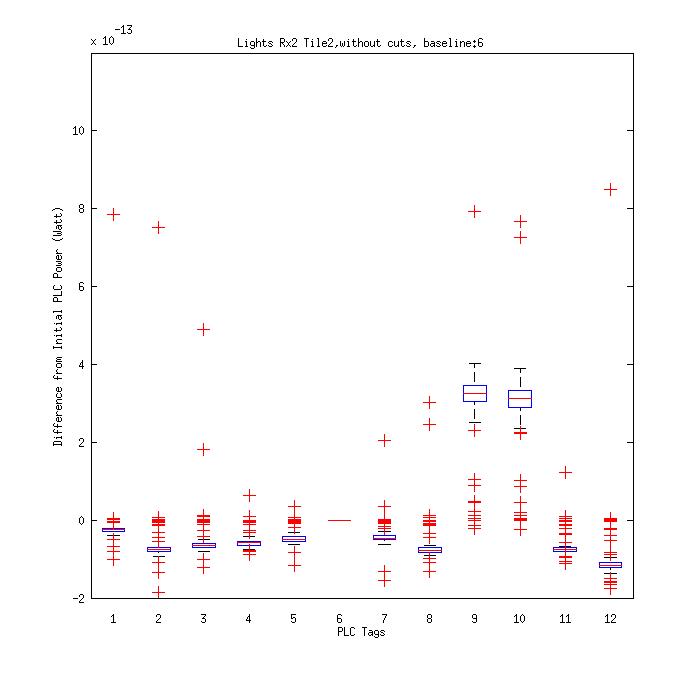 x 10-13
Lights Rx2 Tile2,without cuts, baseline:6
Difference from Initial PLC Power (Watt)
10
8
6
4
2
0
-2
1 2 3 4 5 6 7 8 9 10 11 12
PLC Tags